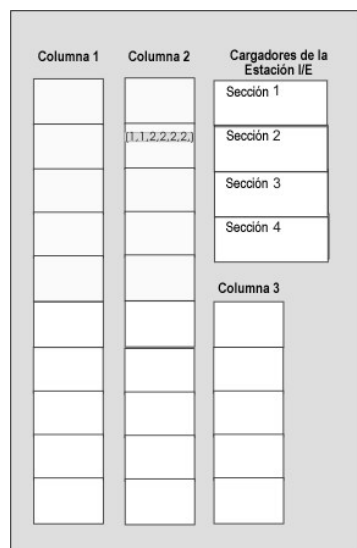 Columna 1
Columna 2
Cargadores de la
Estación I/E
Sección 1
[1,1,2,2,2,2,]
Sección 2
Sección 3
Sección 4
Columna 3